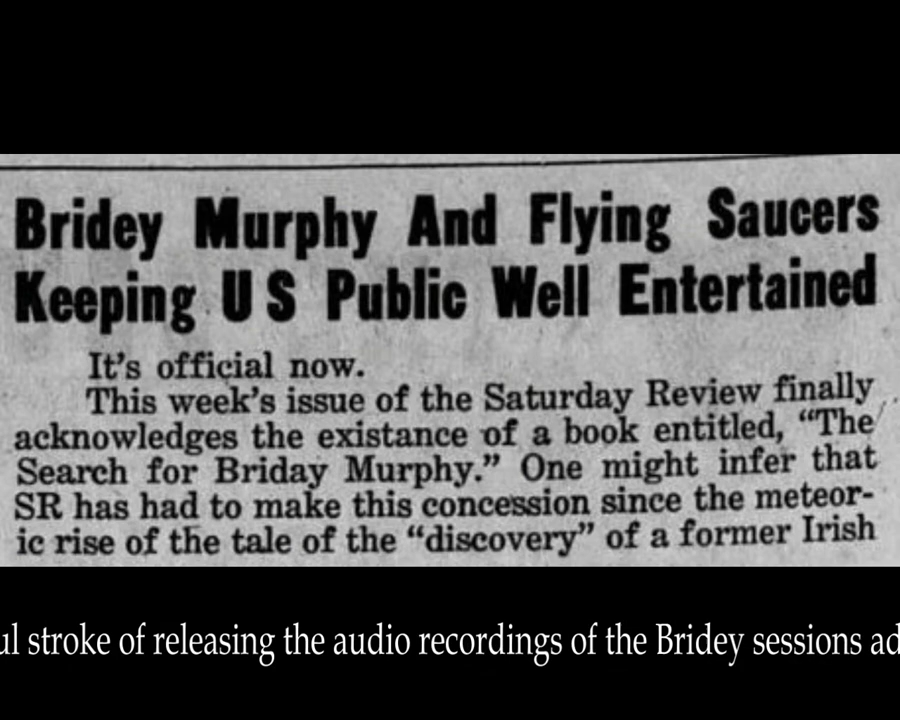 Bridey Murphy And Flying Saucers
Keeping US Public Well Entertained
It's official now.
This week's issue of the Saturday Review finally
acknowledges the existance of a book entitled, "The
Search for Briday Murphy." One might infer that
SR has had to make this concession since the meteor-
ic rise of the tale of the "discovery" of a former Irish
stroke of releasing the audio recordings of the Bridey sessions